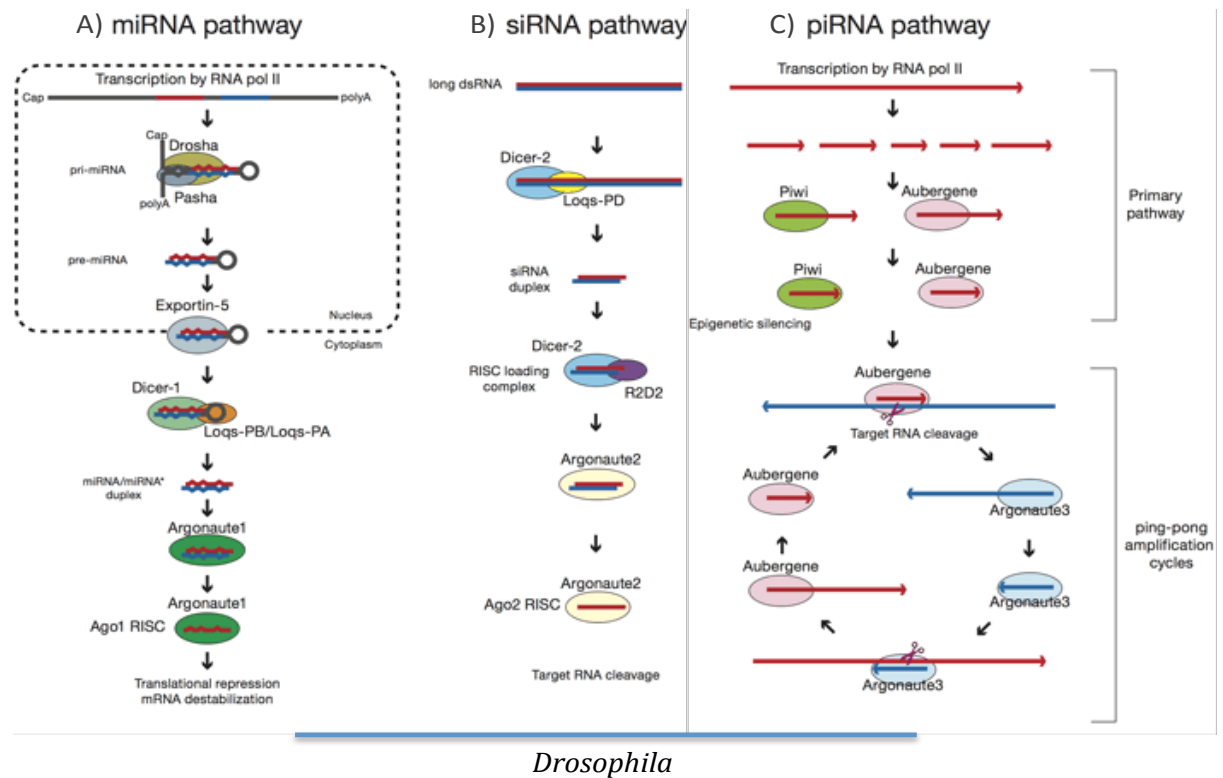 A) miRNA pathway
Transcription by RNA pol II
Cap
polyA
Cap
Drosha
pri-miRNA
polyA
Pasha
pre-miRNA
Exportin-5
Nucleus
Cytoplasm
Dicer-1
Loqs-PB/Loqs-PA
miRNA/miRNA*
duplex
Argonaute1
Argonaute1
Ago1 RISC
Translational repression
mRNA destabilization
B) siRNA pathway
long dsRNA
Dicer-2
Loqs-PD
siRNA
duplex
Dicer-2
RISC loading
complex
R2D2
Argonaute2
Argonaute2
Ago2 RISC
Target RNA cleavage
C) piRNA pathway
Transcription by RNA pol II
Piwi
Aubergene
Primary
pathway
Piwi
Aubergene
Epigenetic silencing
Aubergene
Target RNA cleavage
Aubergene
Argonaute3
ping-pong
amplification
cycles
Aubergene
Argonaute3
Argonaute3
Drosophila